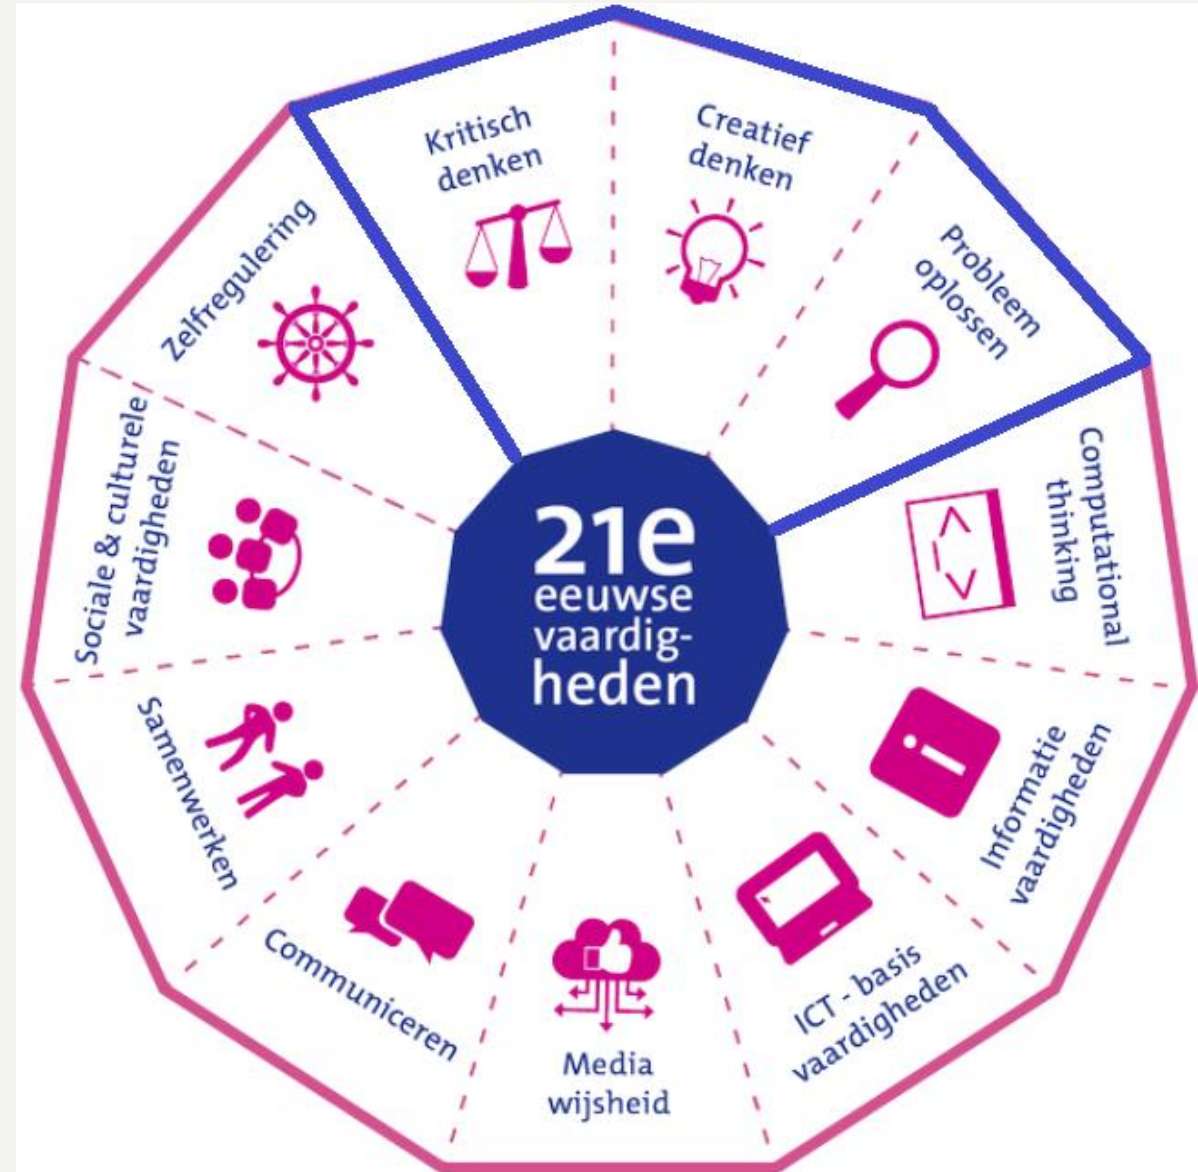 Kritisch
denken
Creatief
denken
Probleem
oplossen
Computational
thinking
Informatie
vaardigheden
ICT - basis
vaardigheden
Media
wijsheid
Communiceren
Samenwerken
Sociale & culturele
vaardigheden
Zelfregulering
21e
eeuwse
vaardig-
heden